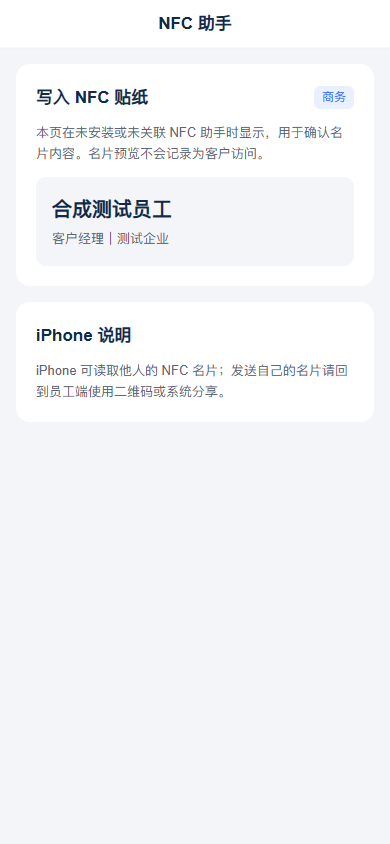 NFC 助手
写入 NFC 贴纸
商务
本页在未安装或未关联 NFC 助手时显示，用于确认名
片内容。名片预览不会记录为客户访问。
合成测试员工
客户经理｜测试企业
iPhone 说明
iPhone 可读取他人的 NFC 名片；发送自己的名片请回
到员工端使用二维码或系统分享。